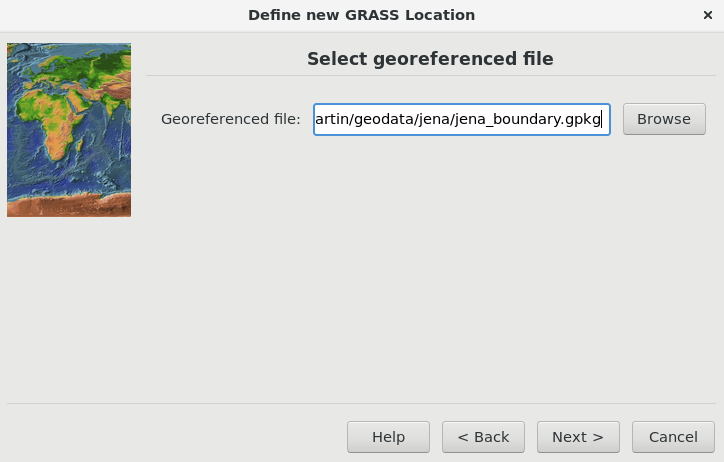 Define new GRASS Location
×
Select georeferenced file
Georeferenced file: artin/geodata/jena/jena_boundary.gpkg Browse
Help < Back Next > Cancel